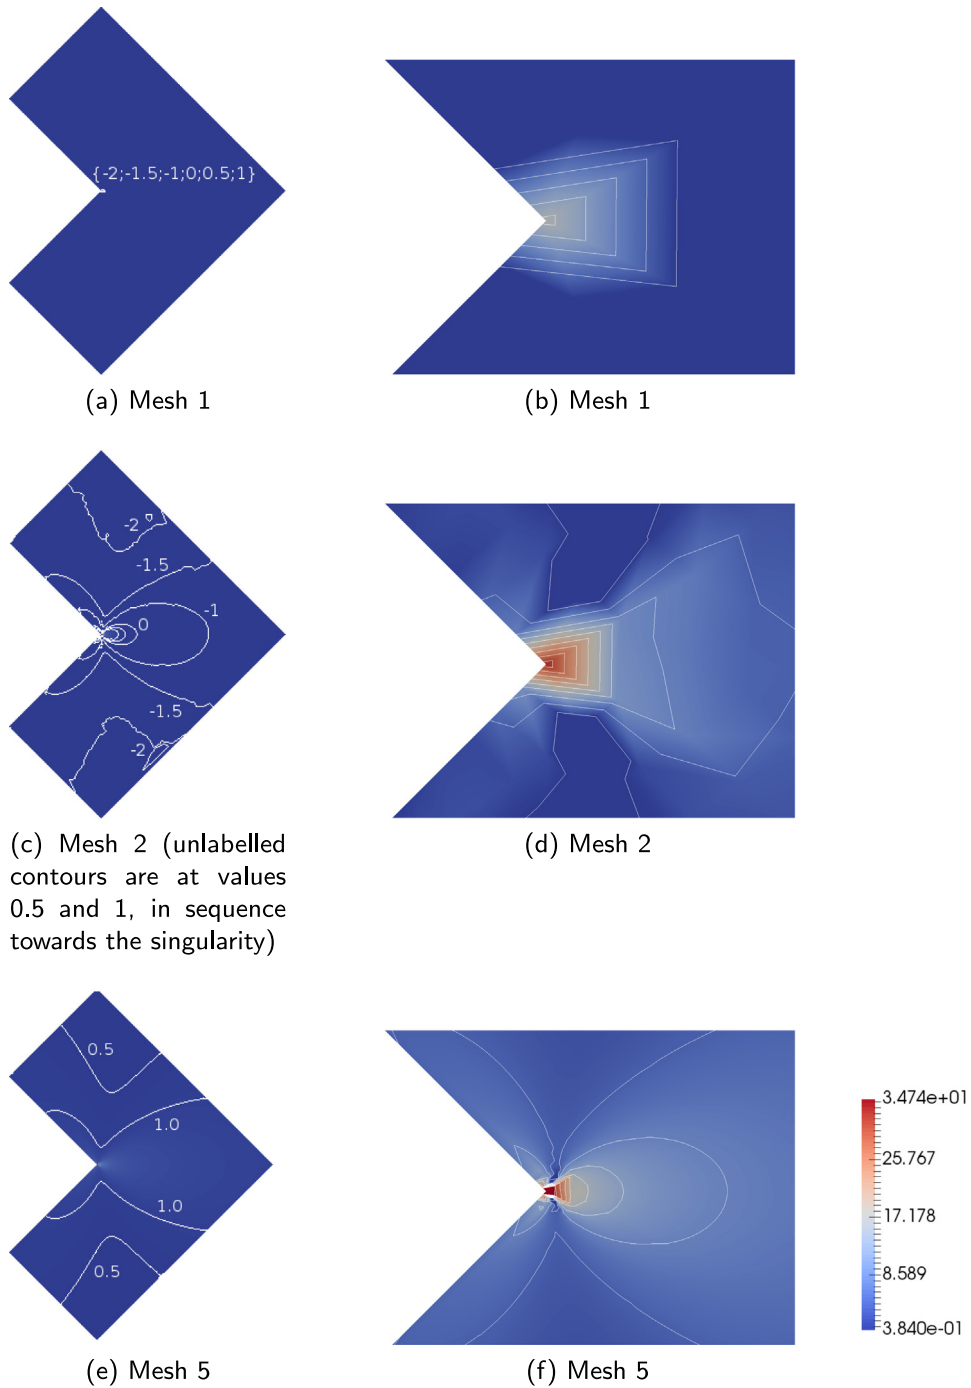 {-2;-1.5;-1;0;0.5;1}
(a) Mesh 1
(b) Mesh 1
-2
-1.5
-1
0
-1.5
-2
(c) Mesh 2 (unlabelled
contours are at values
0.5 and 1, in sequence
towards the singularity)
(d) Mesh 2
0.5
1.0
1.0
0.5
(e) Mesh 5
(f) Mesh 5
3.474e+01
25.767
17.178
8.589
3.840e-01